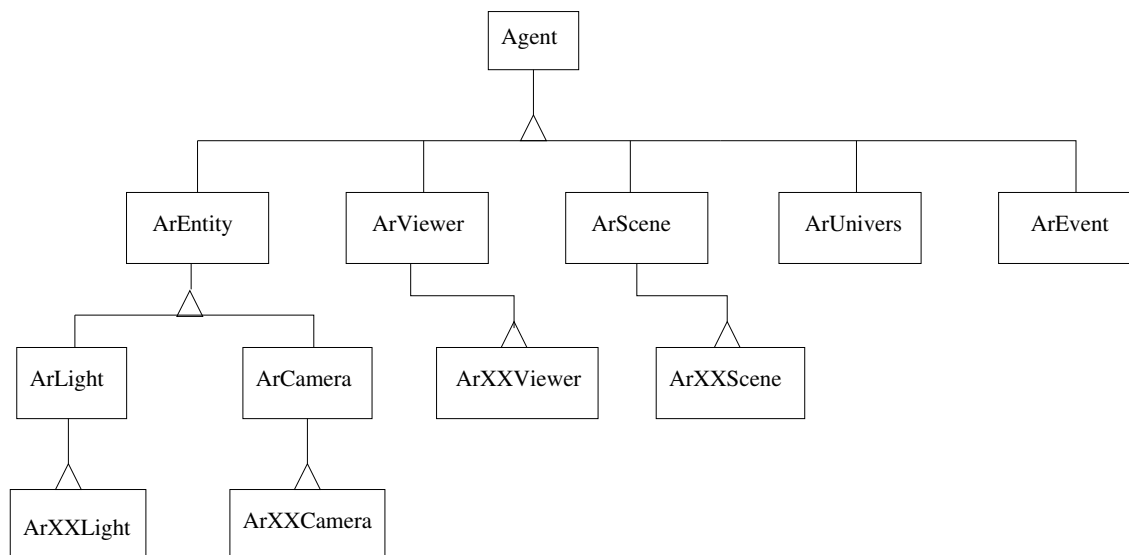 Agent
ArEntity
ArViewer
ArScene
ArUnivers
ArEvent
ArLight
ArCamera
ArXXViewer
ArXXScene
ArXXLight
ArXXCamera